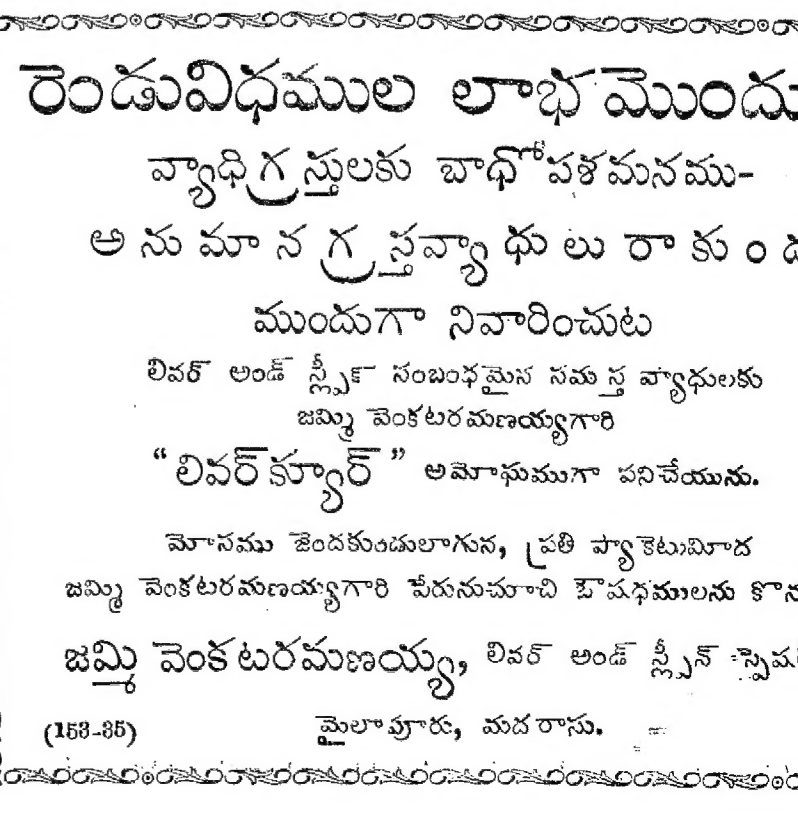 రెండువిధముల లాభమొందు
వ్యాధిగ్రస్తులకు బాధోపశమనము-
అనుమానగ్రస్తవ్యాధులు రాకుండ
ముందుగా నివారించుట
లివర్ అండ్ స్ప్లీక్ సంబంధమైన సమస్త వ్యాధులకు
జమ్మి వెంకటరమణయ్యగారి
“లివర్‌క్యూర్” అమోఘముగా పనిచేయును.
మోసము జెందకుండులాగున, ప్రతి ప్యాకెటుమీద
జమ్మి వెంకటరమణయ్యగారి పేరునుచూచి ఔషధములను కొన
జమ్మి వెంకటరమణయ్య, లివర్ అండ్ స్ప్లీన్ స్పెష
(153-35) మైలాపూరు, మదరాసు.